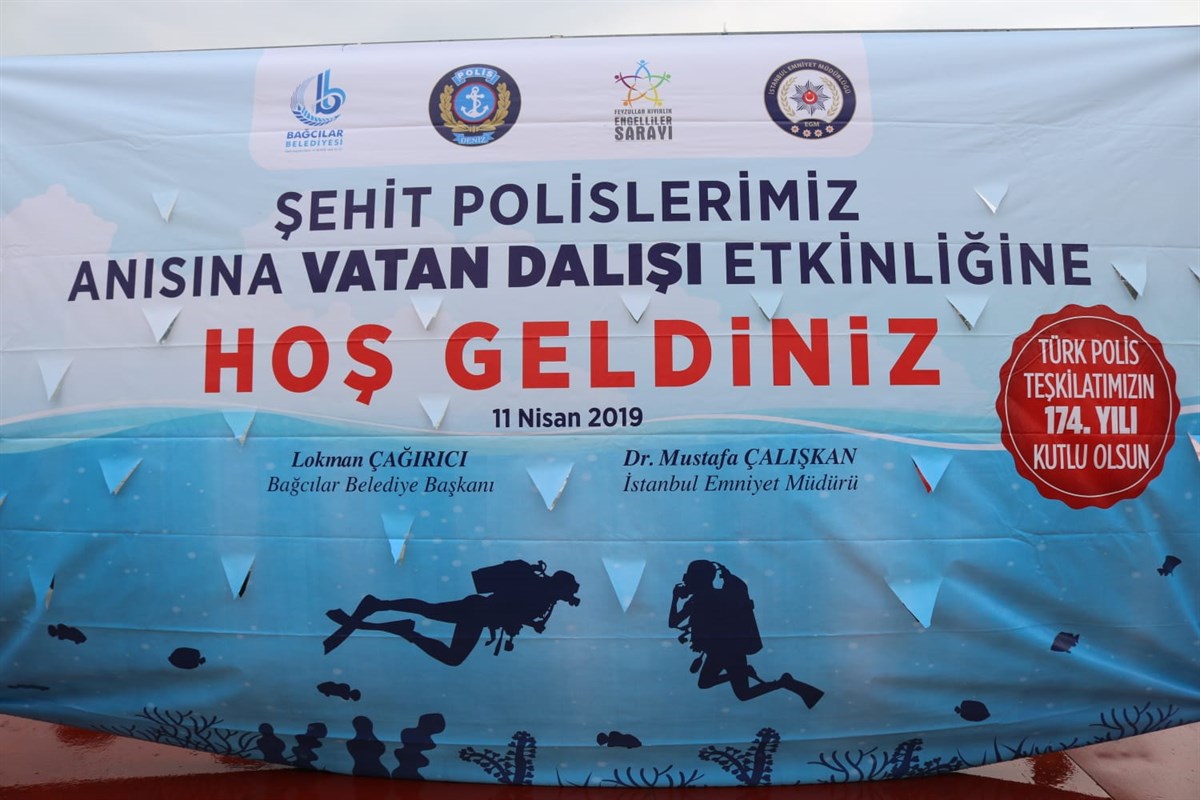 BAĞCILAR
BELEDİYESİ
POLİS
DENİZ
FEYZULLAH KIYIKLIK
ENGELLİLER
SARAYI
İSTANBUL EMNİYET MÜDÜRLÜĞÜ
EGM
ŞEHİT POLİSLERİMİZ
ANISINA VATAN DALIŞI ETKİNLİĞİNE
HOŞ GELDİNİZ
11 Nisan 2019
Lokman ÇAĞIRICI
Bağcılar Belediye Başkanı
Dr. Mustafa ÇALIŞKAN
İstanbul Emniyet Müdürü
TÜRK POLİS
TEŞKİLATIMIZIN
174. YILI
KUTLU OLSUN